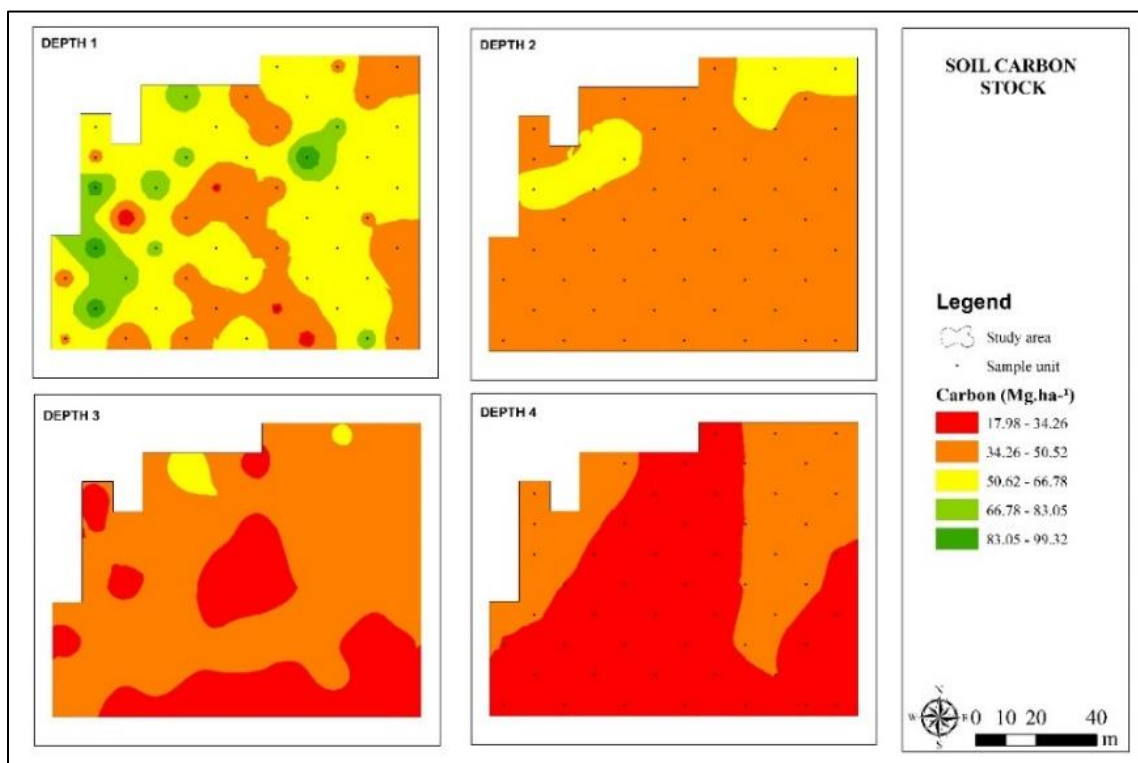 DEPTH 1
DEPTH 2
DEPTH 3
DEPTH 4
SOIL CARBON
STOCK
Legend
Study area
Sample unit
Carbon (Mg.ha-¹)
17.98 - 34.26
34.26 - 50.52
50.62 - 66.78
66.78 - 83.05
83.05 - 99.32
N
W E
S
0 10 20 40
m